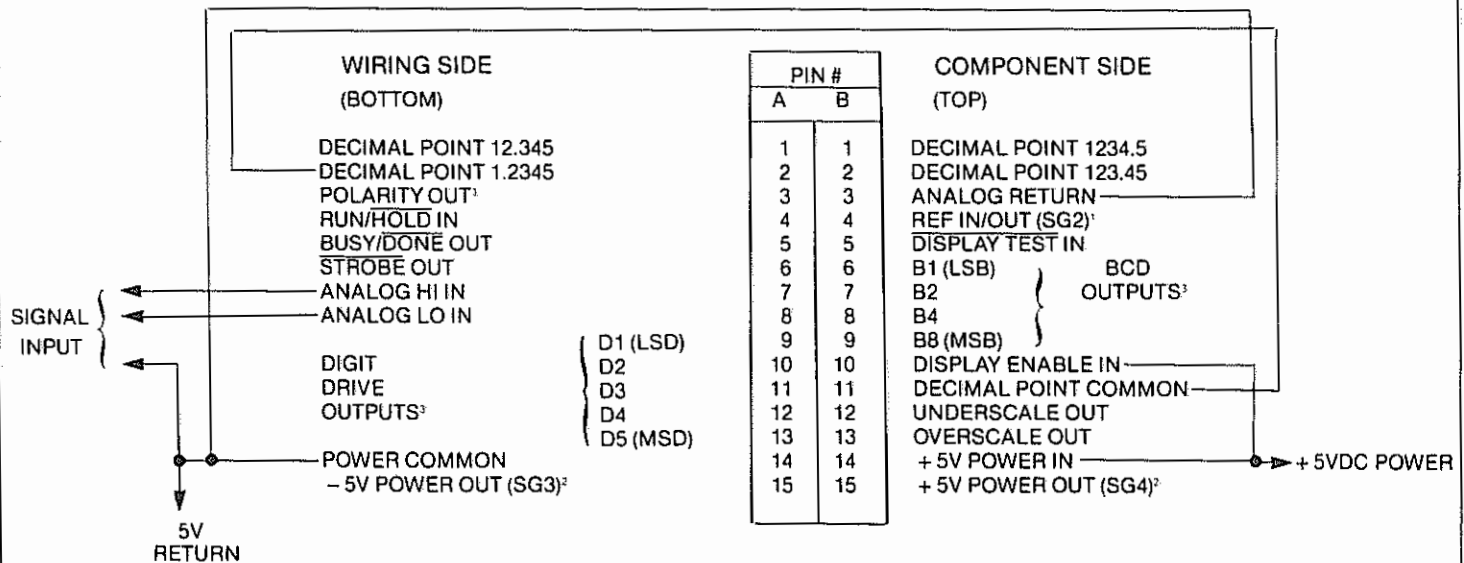 WIRING SIDE
(BOTTOM)
PIN #
A B
COMPONENT SIDE
(TOP)
DECIMAL POINT 12.345 1 1 DECIMAL POINT 1234.5
DECIMAL POINT 1.2345 2 2 DECIMAL POINT 123.45
POLARITY OUT³ 3 3 ANALOG RETURN
RUN/HOLD IN 4 4 REF IN/OUT (SG2)¹
BUSY/DONE OUT 5 5 DISPLAY TEST IN
STROBE OUT 6 6 B1 (LSB)
ANALOG HI IN 7 7 B2
ANALOG LO IN 8 8 B4
D1 (LSD) 9 9 B8 (MSB)
BCD
OUTPUTS³
SIGNAL
INPUT
DIGIT D2 10 10 DISPLAY ENABLE IN
DRIVE D3 11 11 DECIMAL POINT COMMON
OUTPUTS³ D4 12 12 UNDERSCALE OUT
D5 (MSD) 13 13 OVERSCALE OUT
POWER COMMON 14 14 + 5V POWER IN + 5VDC POWER
– 5V POWER OUT (SG3)² 15 15 + 5V POWER OUT (SG4)²
5V
RETURN